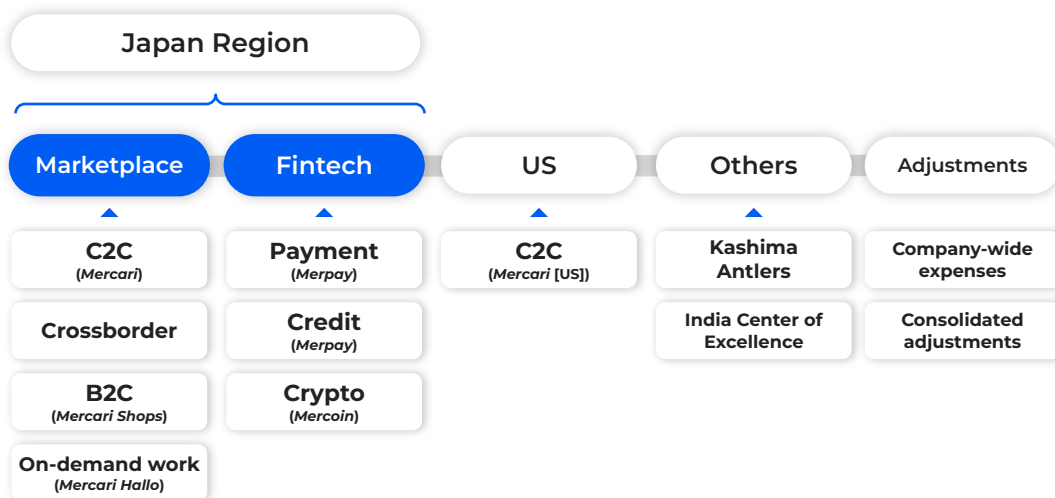 Japan Region
Marketplace
Fintech
US
Others
Adjustments
C2C
(Mercari)
Payment
(Merpay)
C2C
(Mercari [US])
Kashima
Antlers
Company-wide
expenses
Crossborder
Credit
(Merpay)
India Center of
Excellence
Consolidated
adjustments
B2C
(Mercari Shops)
Crypto
(Mercoin)
On-demand work
(Mercari Hallo)